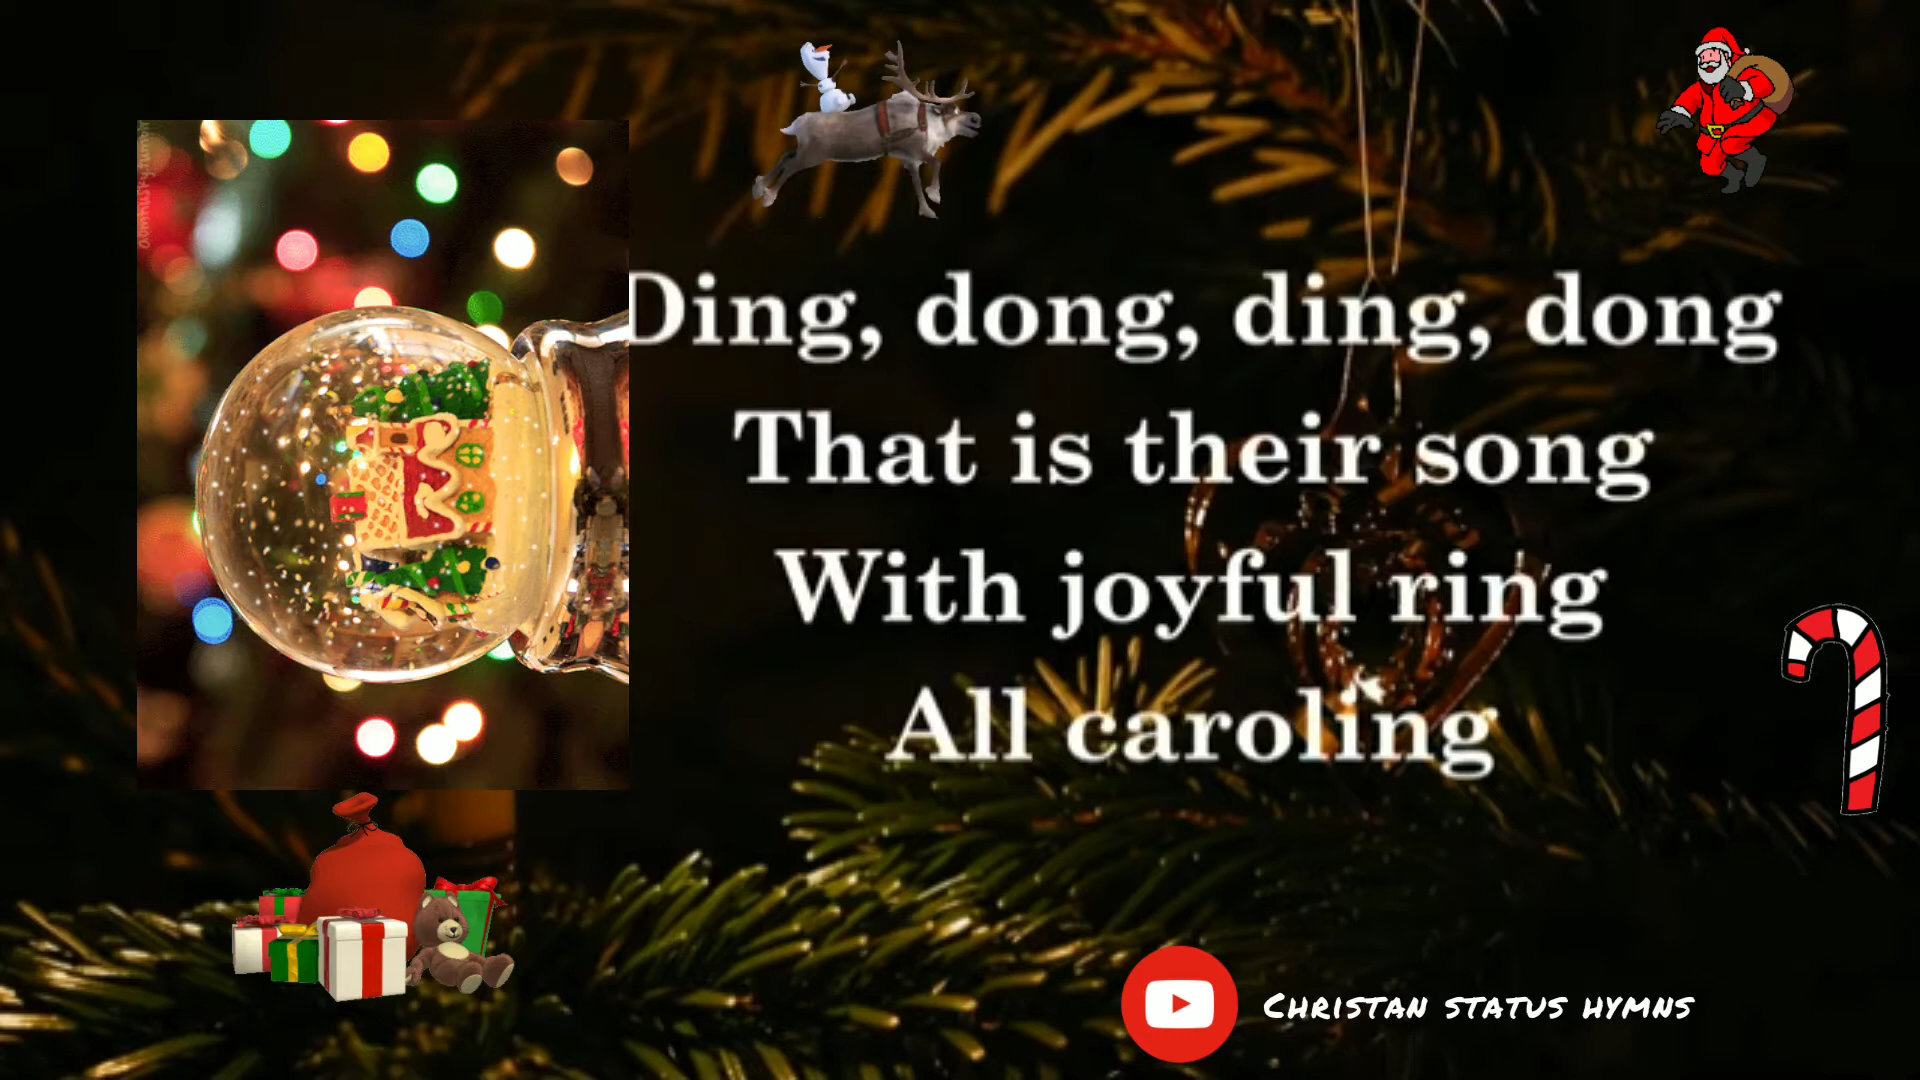 Ding, dong, ding, dong
That is their song
With joyful ring
All caroling
Christan status hymns